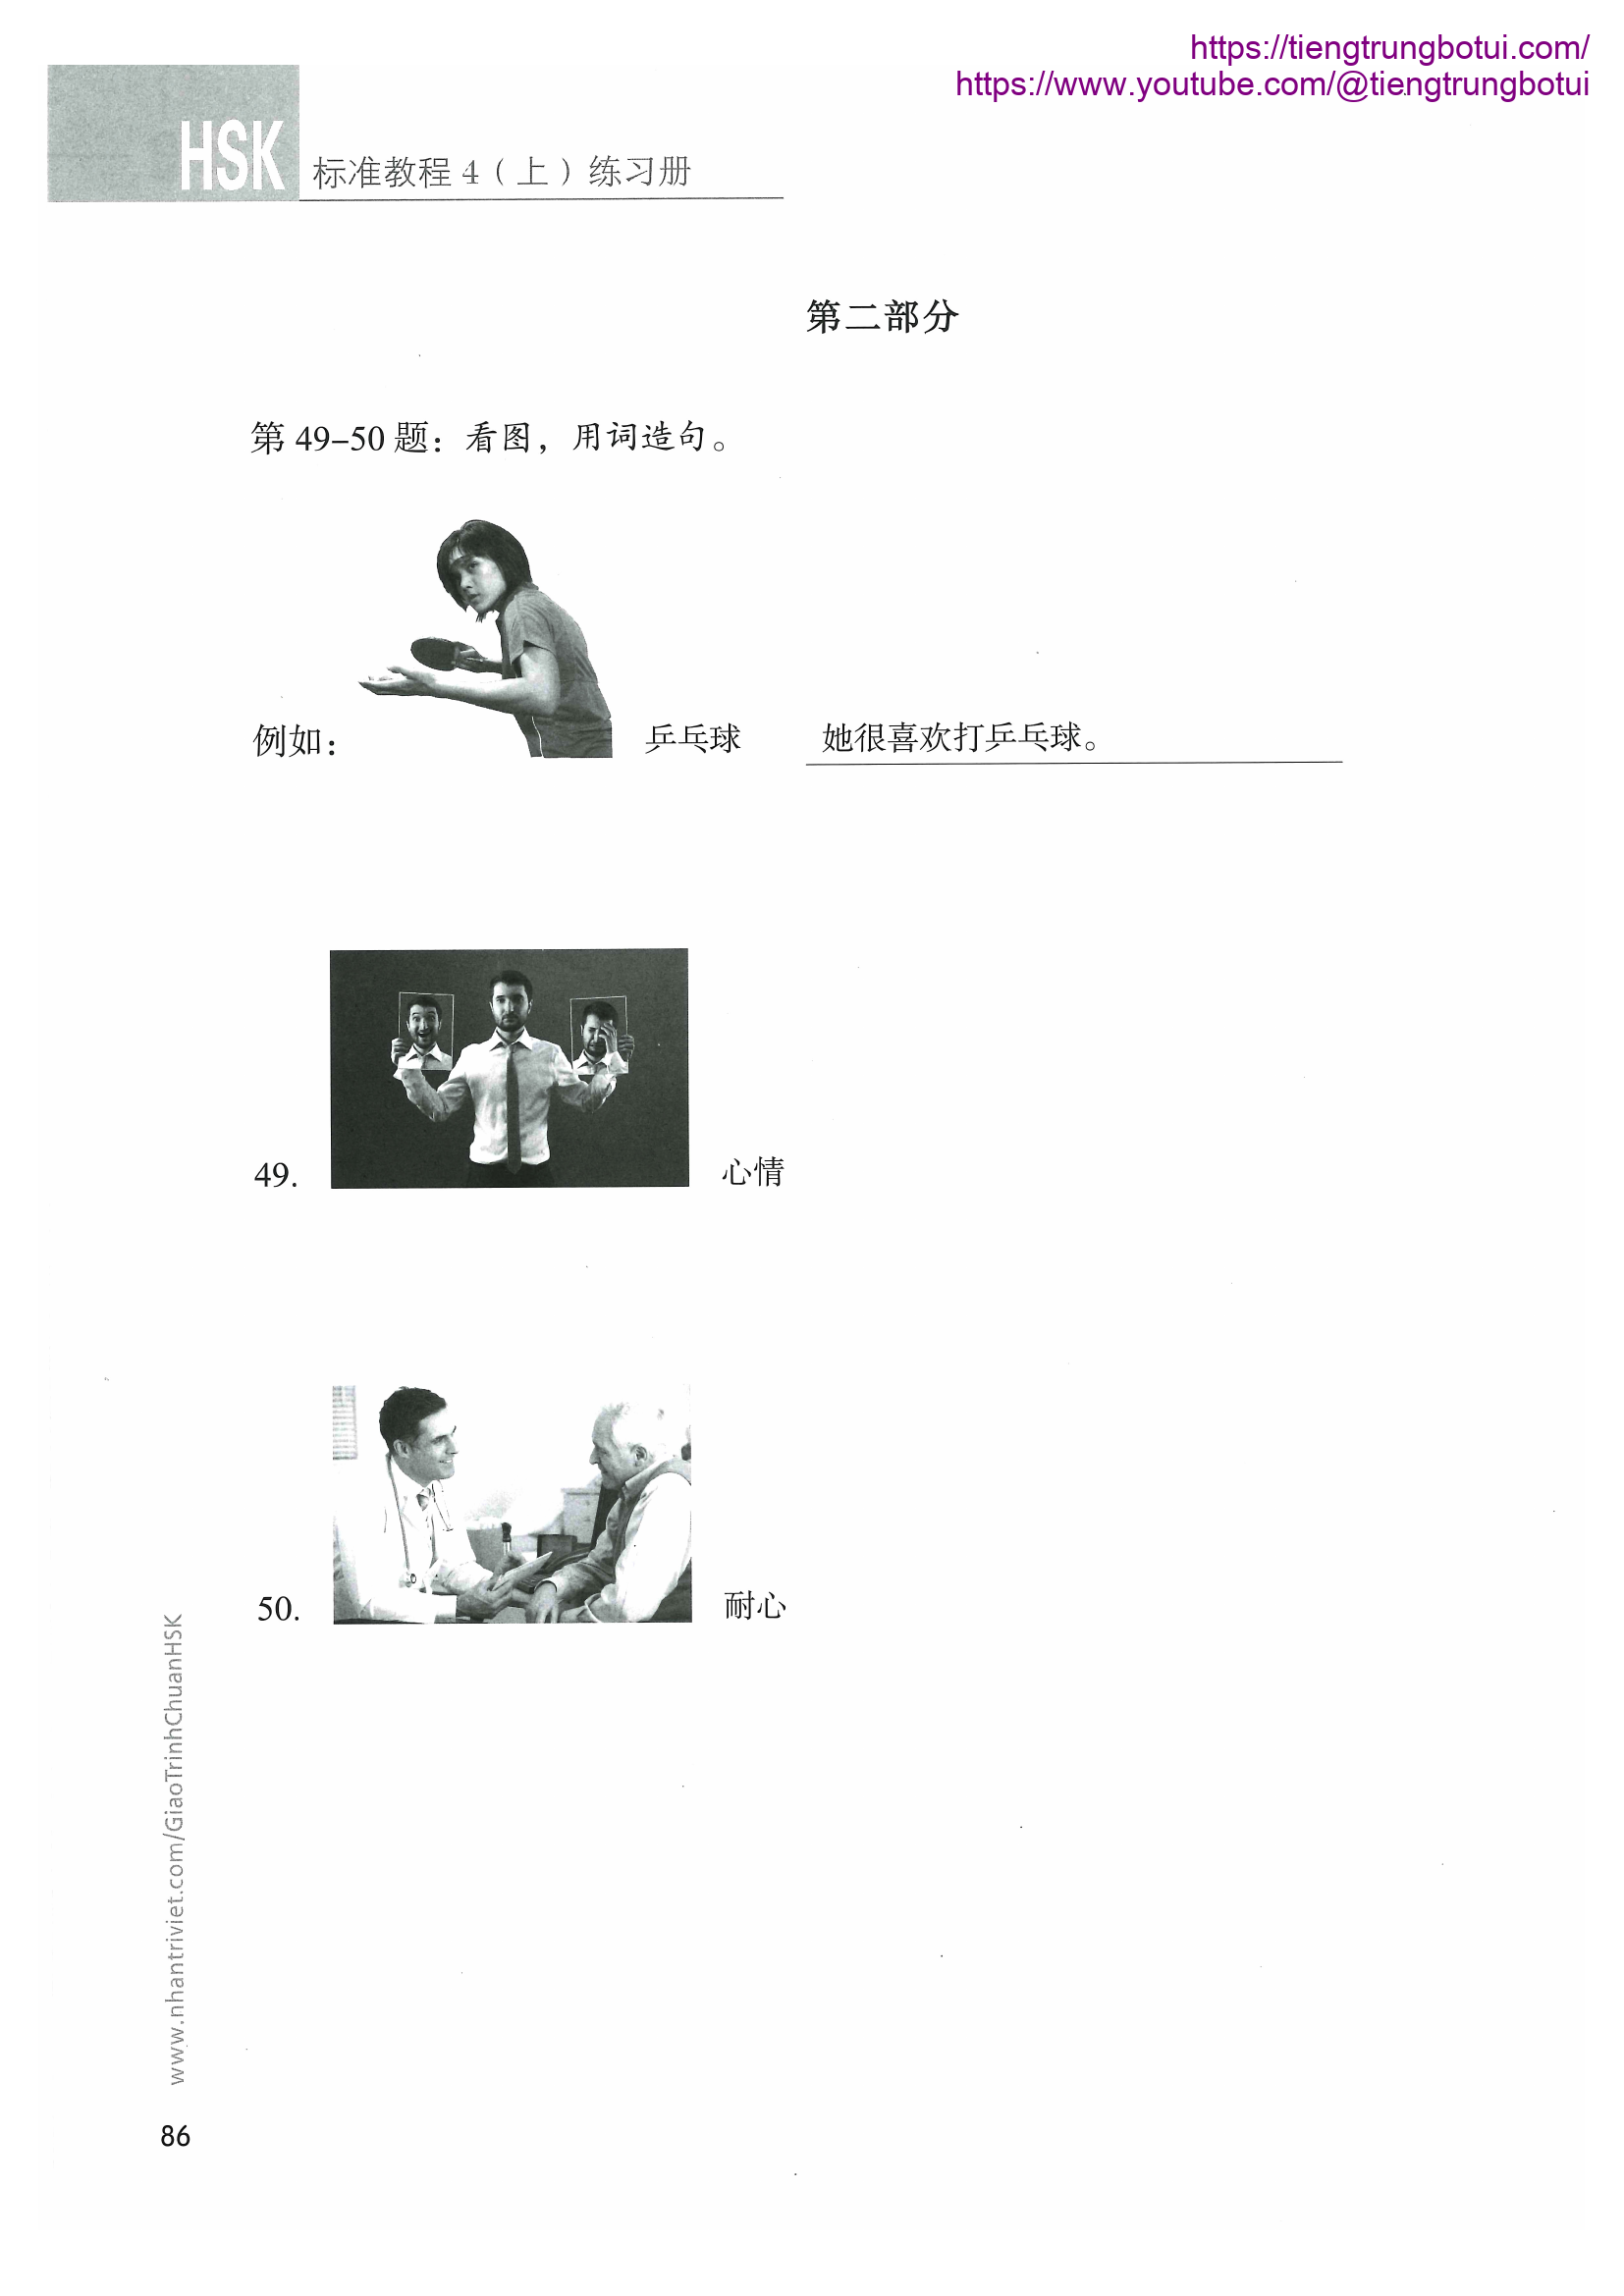 https://tiengtrungbotui.com/
https://www.youtube.com/@tiengtrungbotui
HSK 标准教程 4（上）练习册
第二部分
第 49–50 题：看图，用词造句。
例如： 乒乓球 她很喜欢打乒乓球。
49. 心情
50. 耐心
www.nhantriviet.com/GiaoTrinhChuanHSK
86